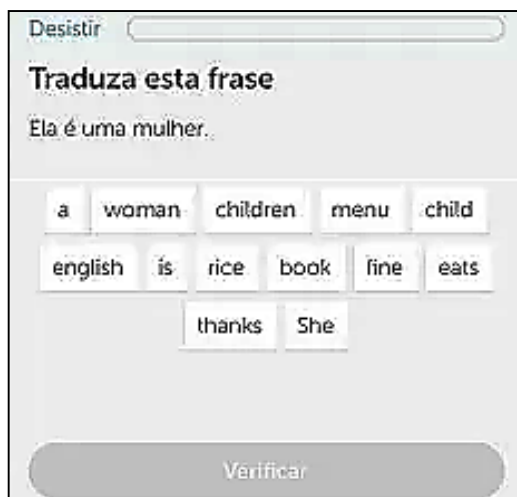 Desistir
Traduza esta frase
Ela é uma mulher.
a woman children menu child
english is rice book fine eats
thanks She
Verificar